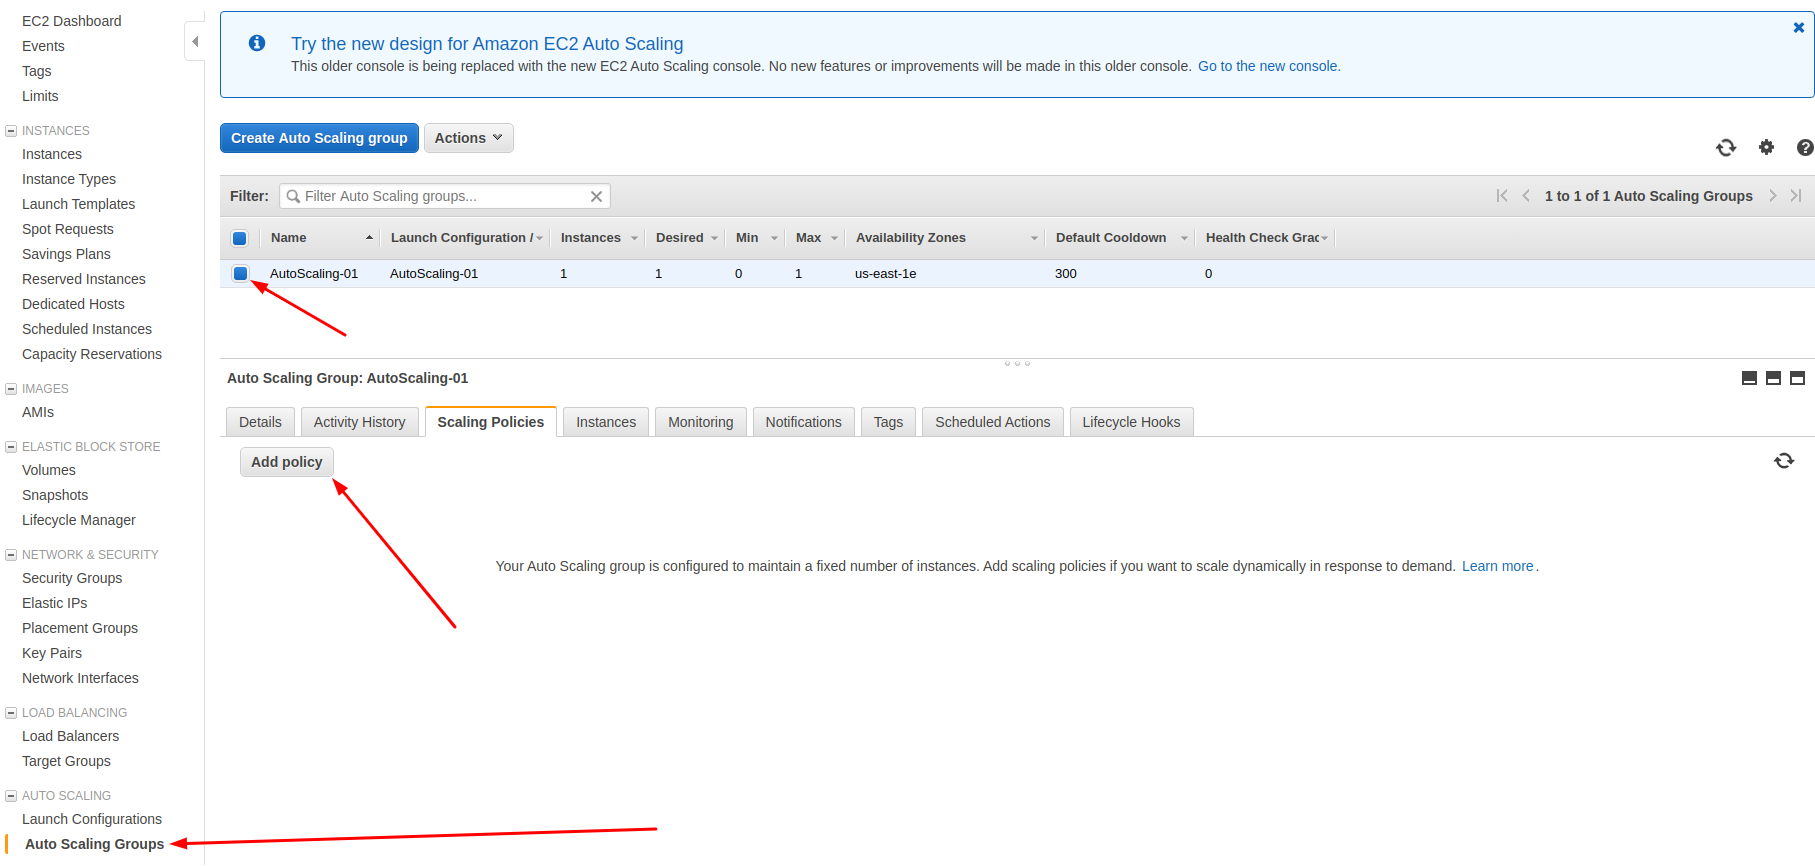 EC2 Dashboard
Events
Tags
Limits
INSTANCES
Instances
Instance Types
Launch Templates
Spot Requests
Savings Plans
Reserved Instances
Dedicated Hosts
Scheduled Instances
Capacity Reservations
IMAGES
AMIs
ELASTIC BLOCK STORE
Volumes
Snapshots
Lifecycle Manager
NETWORK & SECURITY
Security Groups
Elastic IPs
Placement Groups
Key Pairs
Network Interfaces
LOAD BALANCING
Load Balancers
Target Groups
AUTO SCALING
Launch Configurations
Auto Scaling Groups
Try the new design for Amazon EC2 Auto Scaling
This older console is being replaced with the new EC2 Auto Scaling console. No new features or improvements will be made in this older console. Go to the new console.
Create Auto Scaling group Actions
Filter: Filter Auto Scaling groups... 1 to 1 of 1 Auto Scaling Groups
Name Launch Configuration / Instances Desired Min Max Availability Zones Default Cooldown Health Check Grac
AutoScaling-01 AutoScaling-01 1 1 0 1 us-east-1e 300 0
Auto Scaling Group: AutoScaling-01
Details Activity History Scaling Policies Instances Monitoring Notifications Tags Scheduled Actions Lifecycle Hooks
Add policy
Your Auto Scaling group is configured to maintain a fixed number of instances. Add scaling policies if you want to scale dynamically in response to demand. Learn more.